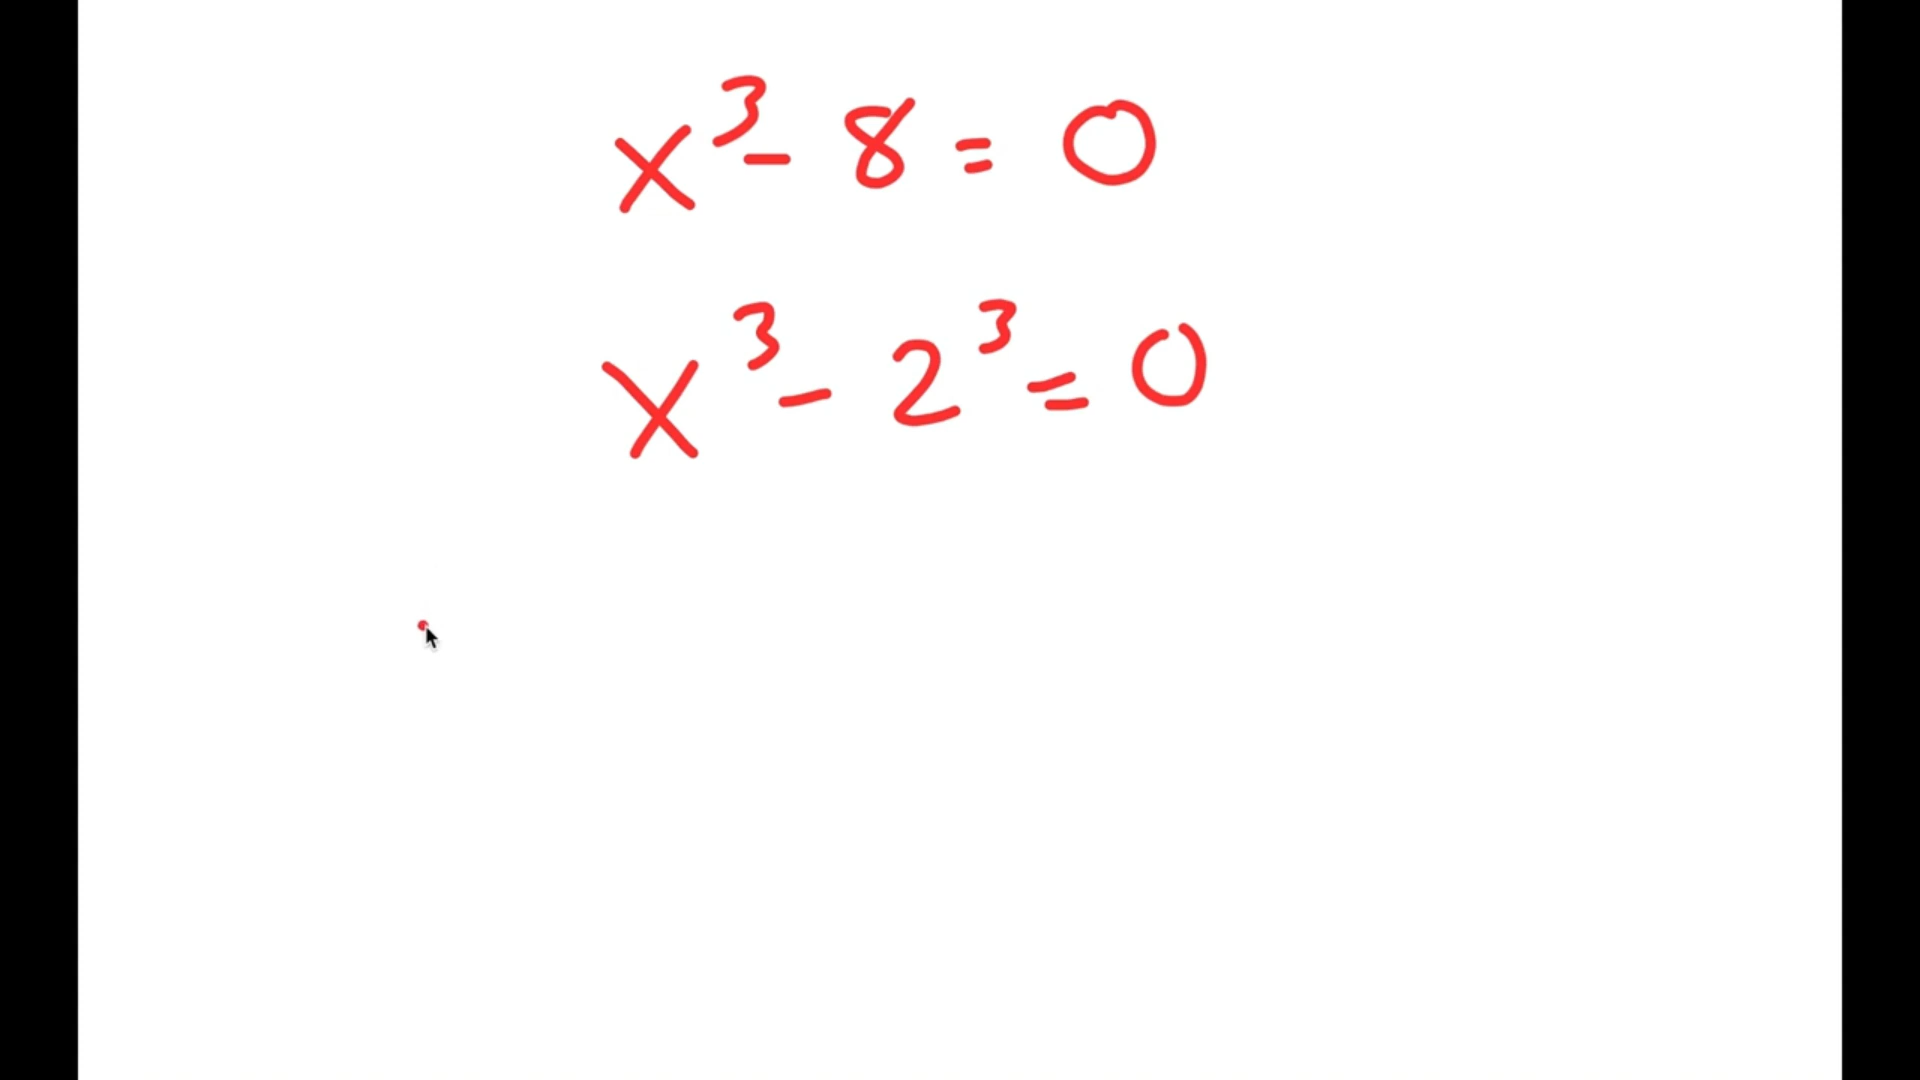 x³ - 8 = 0
x³ - 2³ = 0